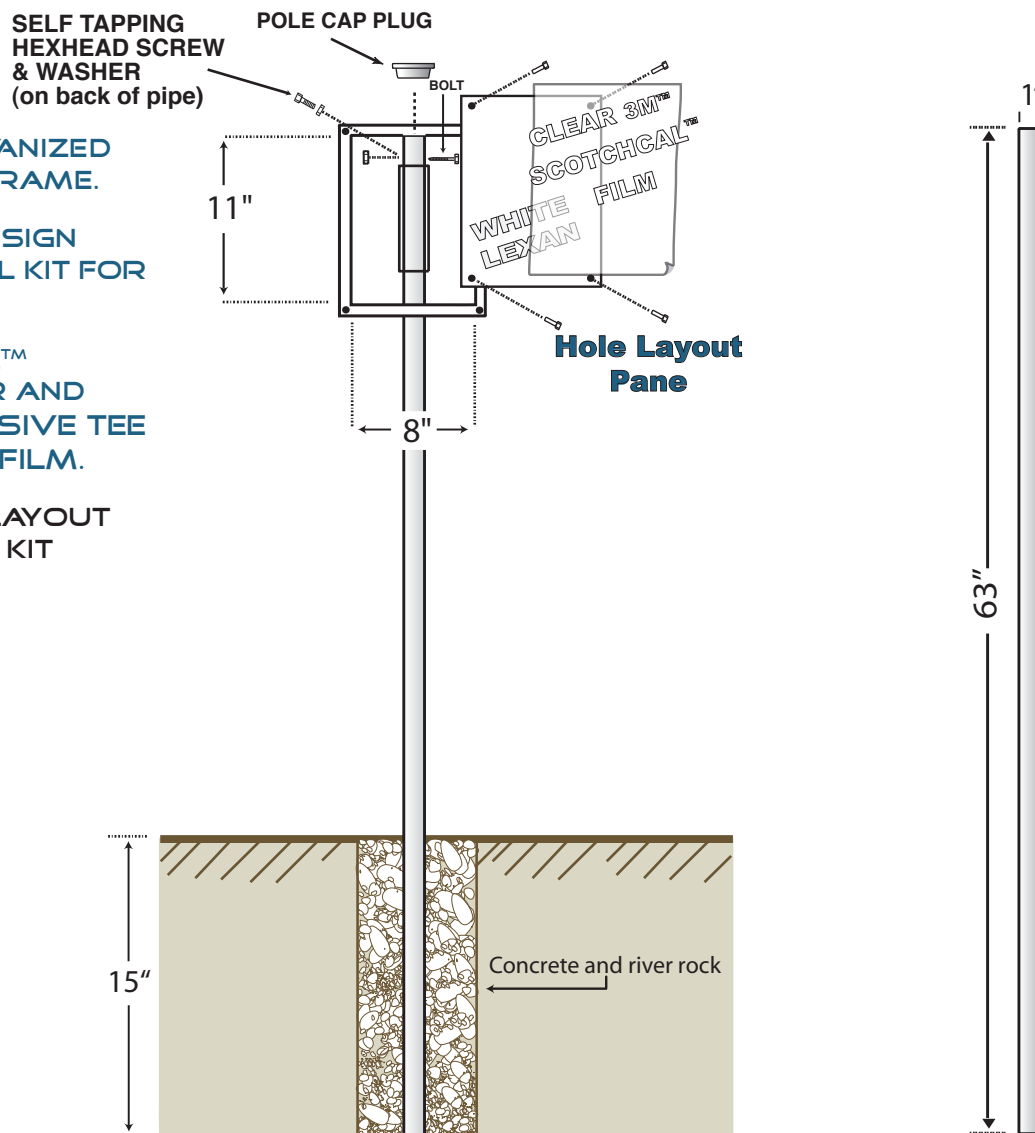 SELF TAPPING
HEXHEAD SCREW
& WASHER
(on back of pipe)
POLE CAP PLUG
BOLT
CLEAR 3M™
SCOTCHCAL™
FILM
WHITE
LEXAN
11"
8"
Hole Layout
Pane
ANIZED
RAME.
SIGN
L KIT FOR
TM
R AND
SIVE TEE
FILM.
LAYOUT
KIT
15“
Concrete and river rock
63”